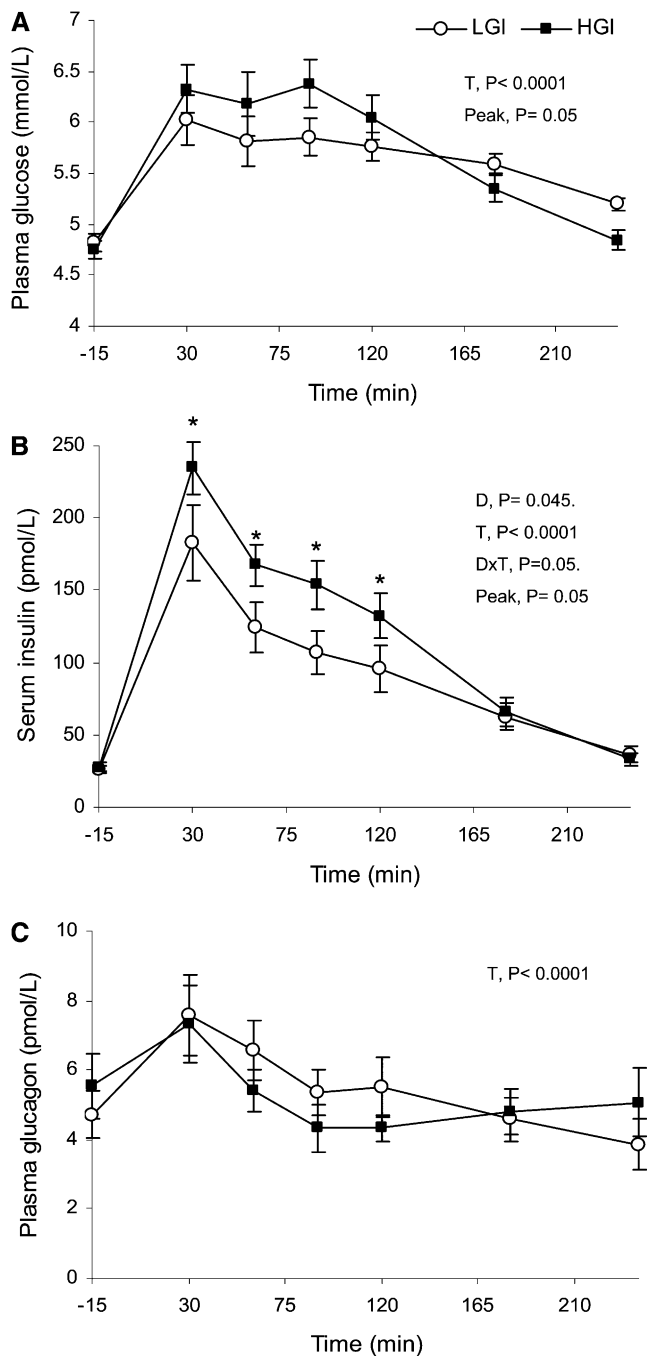 A
LGI HGI
T, P< 0.0001
Peak, P= 0.05
Plasma glucose (mmol/L)
7
6.5
6
5.5
5
4.5
4
-15 30 75 120 165 210
Time (min)
B
D, P= 0.045.
T, P< 0.0001
DxT, P=0.05.
Peak, P= 0.05
Serum insulin (pmol/L)
250
200
150
100
50
0
* * * *
-15 30 75 120 165 210
Time (min)
C
T, P< 0.0001
Plasma glucagon (pmol/L)
10
8
6
4
2
0
-15 30 75 120 165 210
Time (min)